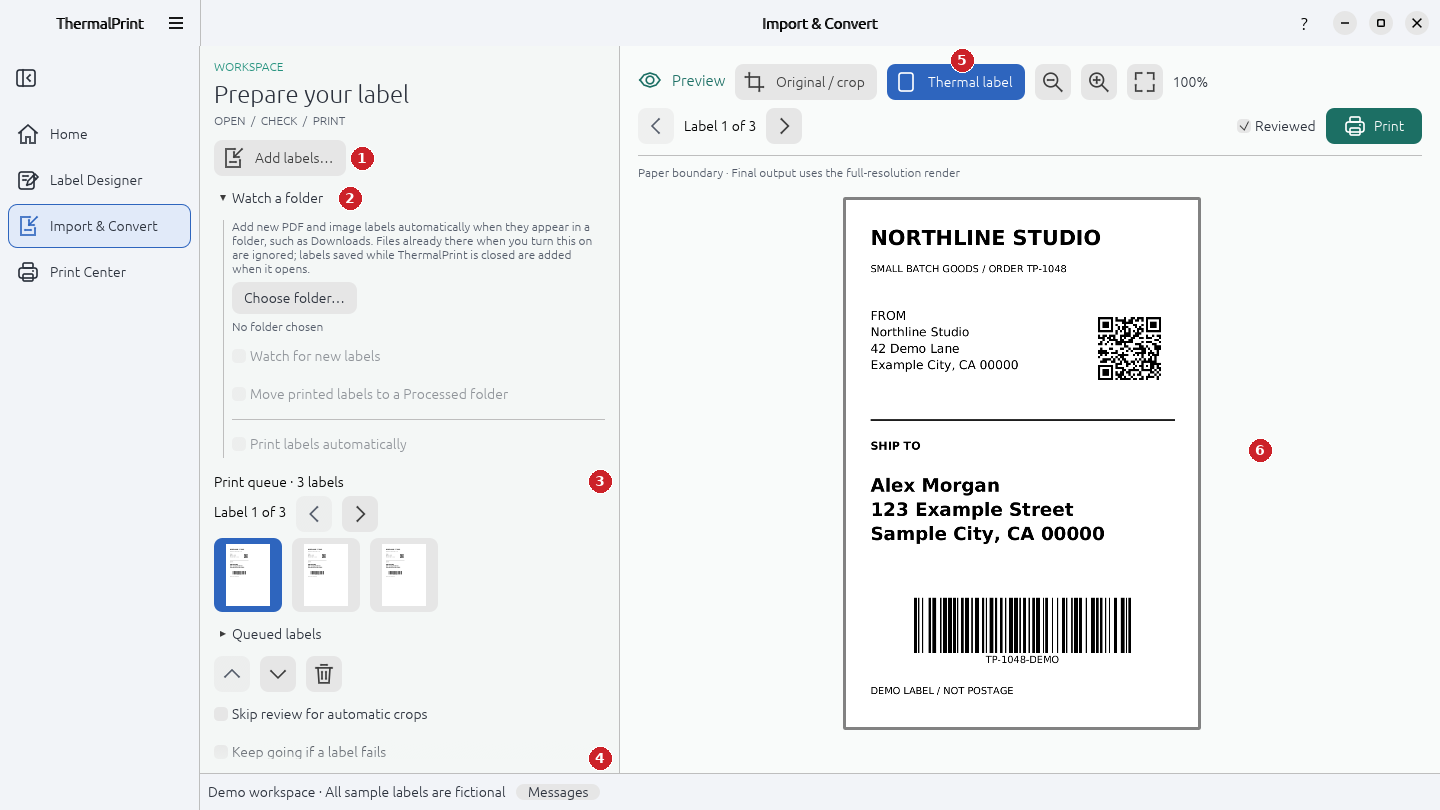 ThermalPrint
Import & Convert
?
Home
Label Designer
Import & Convert
Print Center
WORKSPACE
Prepare your label
OPEN / CHECK / PRINT
Add labels...
1
Watch a folder
2
Add new PDF and image labels automatically when they appear in a
folder, such as Downloads. Files already there when you turn this on
are ignored; labels saved while ThermalPrint is closed are added
when it opens.
Choose folder...
No folder chosen
Watch for new labels
Move printed labels to a Processed folder
Print labels automatically
Print queue · 3 labels
3
Label 1 of 3
Queued labels
Skip review for automatic crops
Keep going if a label fails
4
5
Preview
Original / crop
Thermal label
100%
Label 1 of 3
Reviewed
Print
Paper boundary · Final output uses the full-resolution render
NORTHLINE STUDIO
SMALL BATCH GOODS / ORDER TP-1048
FROM
Northline Studio
42 Demo Lane
Example City, CA 00000
SHIP TO
Alex Morgan
123 Example Street
Sample City, CA 00000
TP-1048-DEMO
DEMO LABEL / NOT POSTAGE
6
Demo workspace · All sample labels are fictional
Messages